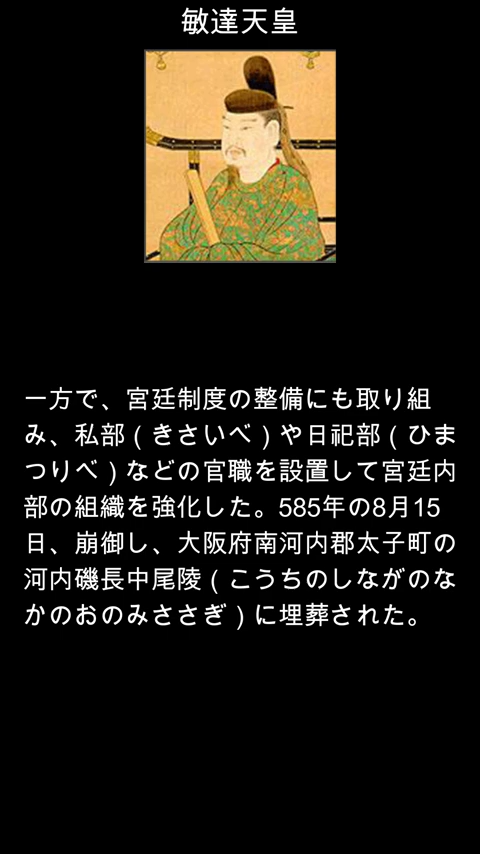 敏達天皇
一方で、宮廷制度の整備にも取り組
み、私部（きさいべ）や日祀部（ひま
つりべ）などの官職を設置して宮廷内
部の組織を強化した。585年の8月15
日、崩御し、大阪府南河内郡太子町の
河内磯長中尾陵（こうちのしながのな
かのおのみささぎ）に埋葬された。